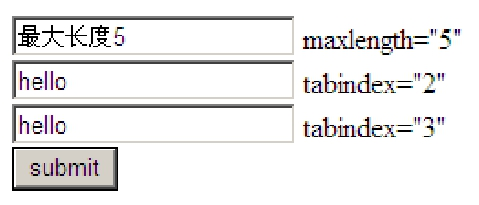 最大长度5 maxlength="5"
hello tabindex="2"
hello tabindex="3"
submit